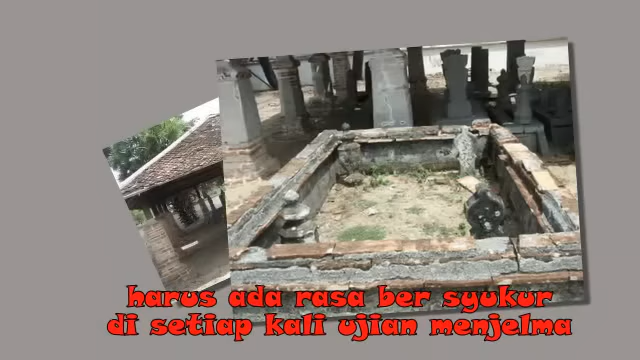 harus ada rasa ber syukur
di setiap kali ujian menjelma